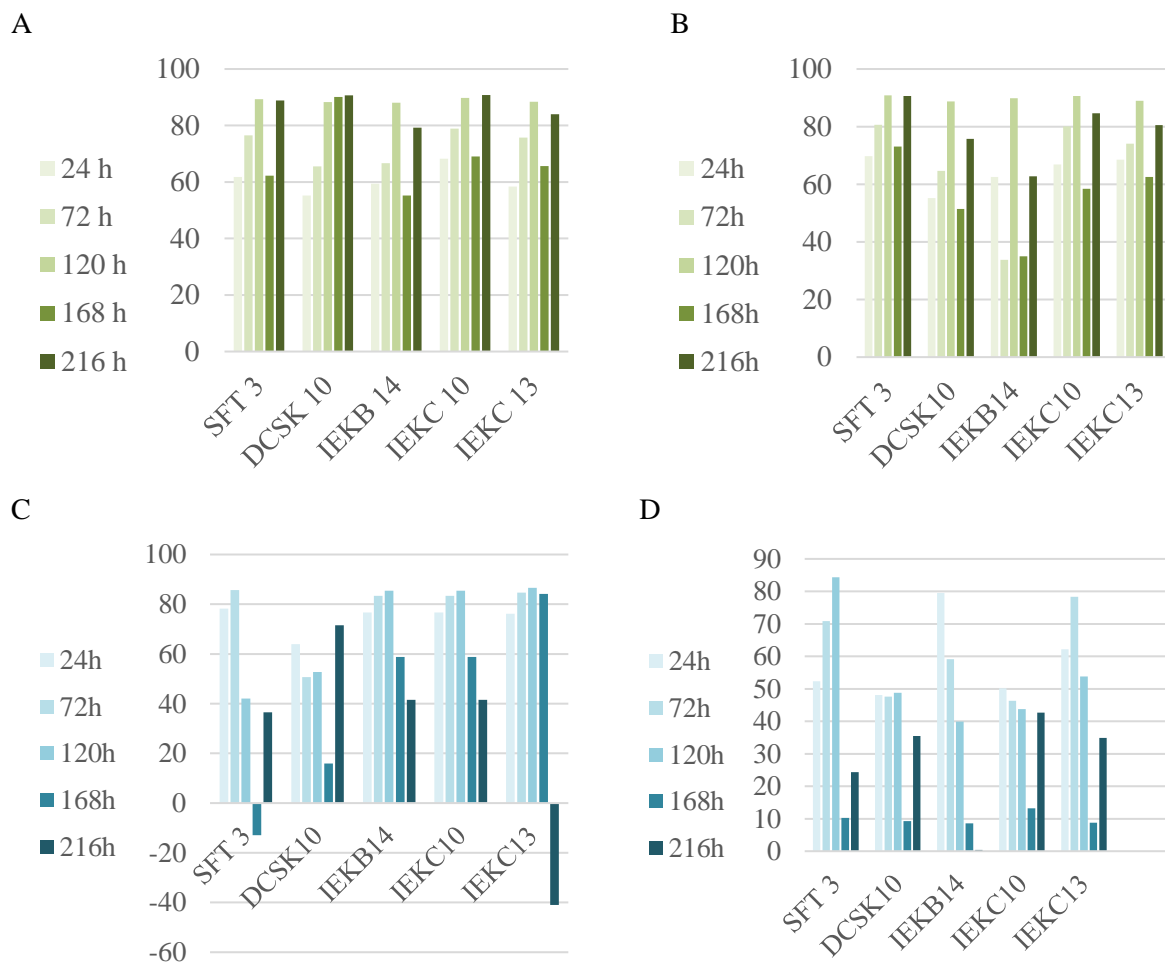 A
100
80
60
40
20
0
24 h
72 h
120 h
168 h
216 h
SFT 3
DCSK 10
IEKB 14
IEKC 10
IEKC 13
B
100
80
60
40
20
0
24h
72h
120h
168h
216h
SFT 3
DCSK10
IEKB14
IEKC10
IEKC13
C
100
80
60
40
20
0
-20
-40
-60
24h
72h
120h
168h
216h
SFT 3
DCSK10
IEKB14
IEKC10
IEKC13
D
90
80
70
60
50
40
30
20
10
0
24h
72h
120h
168h
216h
SFT 3
DCSK10
IEKB14
IEKC10
IEKC13